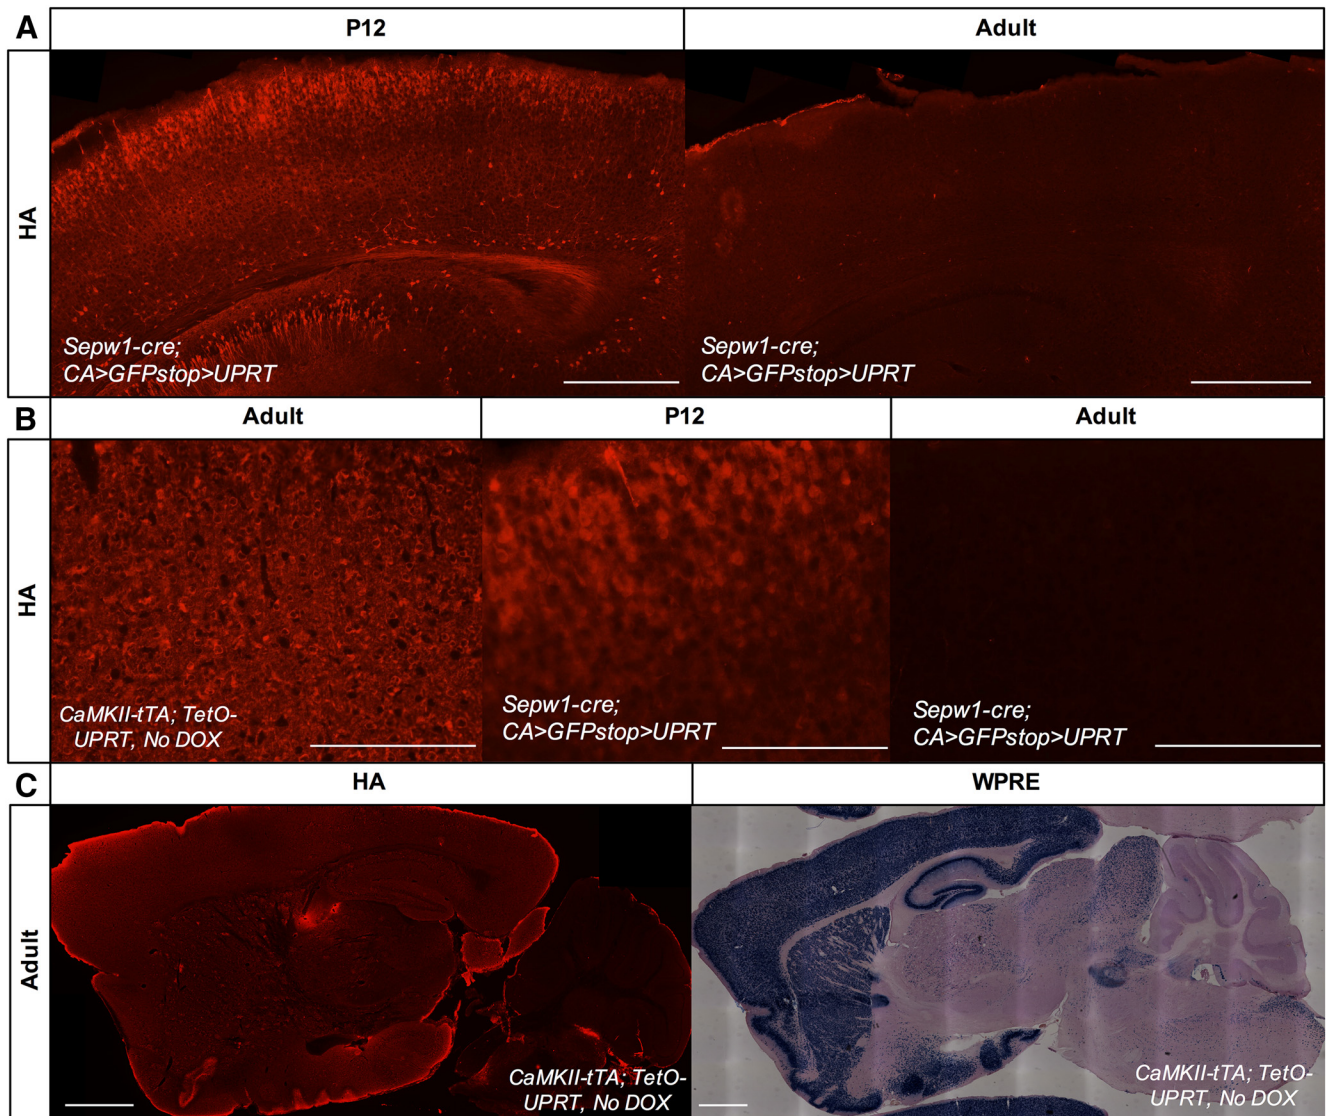 A
P12
Adult
HA
Sepw1-cre;
CA>GFPstop>UPRT
Sepw1-cre;
CA>GFPstop>UPRT
B
Adult
P12
Adult
HA
CaMKII-tTA; TetO-
UPRT, No DOX
Sepw1-cre;
CA>GFPstop>UPRT
Sepw1-cre;
CA>GFPstop>UPRT
C
HA
WPRE
Adult
CaMKII-tTA; TetO-
UPRT, No DOX
CaMKII-tTA; TetO-
UPRT, No DOX